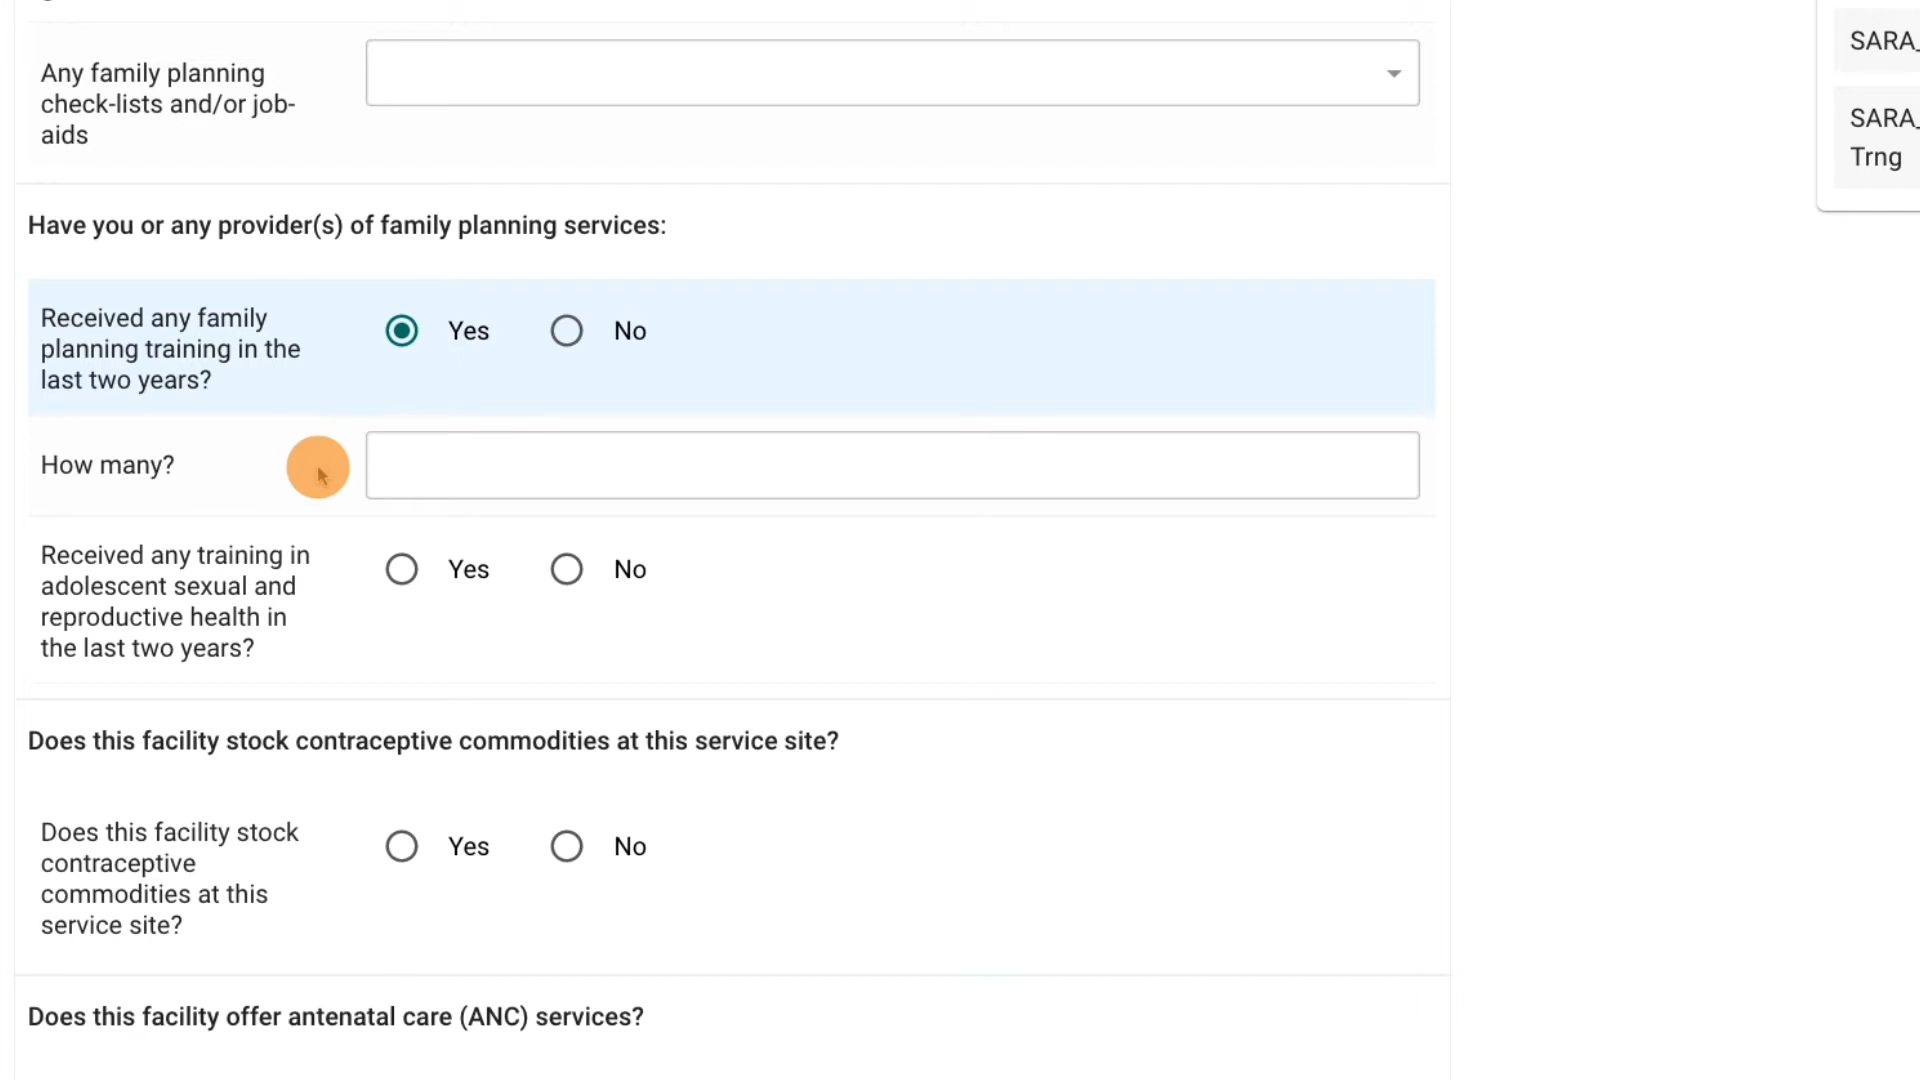 Any family planning
check-lists and/or job-
aids
Have you or any provider(s) of family planning services:
Received any family
planning training in the
last two years?
Yes
No
How many?
Received any training in
adolescent sexual and
reproductive health in
the last two years?
Yes
No
Does this facility stock contraceptive commodities at this service site?
Does this facility stock
contraceptive
commodities at this
service site?
Yes
No
Does this facility offer antenatal care (ANC) services?
SARA_
SARA_
Trng